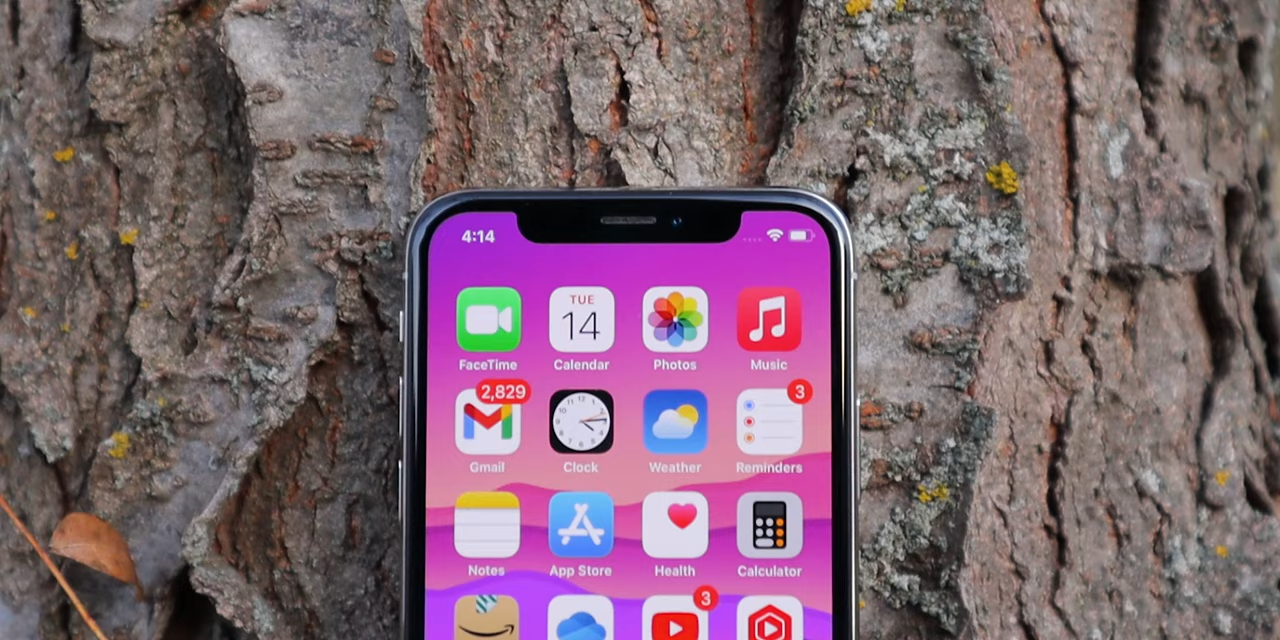 4:14
TUE
14
FaceTime Calendar Photos Music
2,829 3
Gmail Clock Weather Reminders
Notes App Store Health Calculator
3